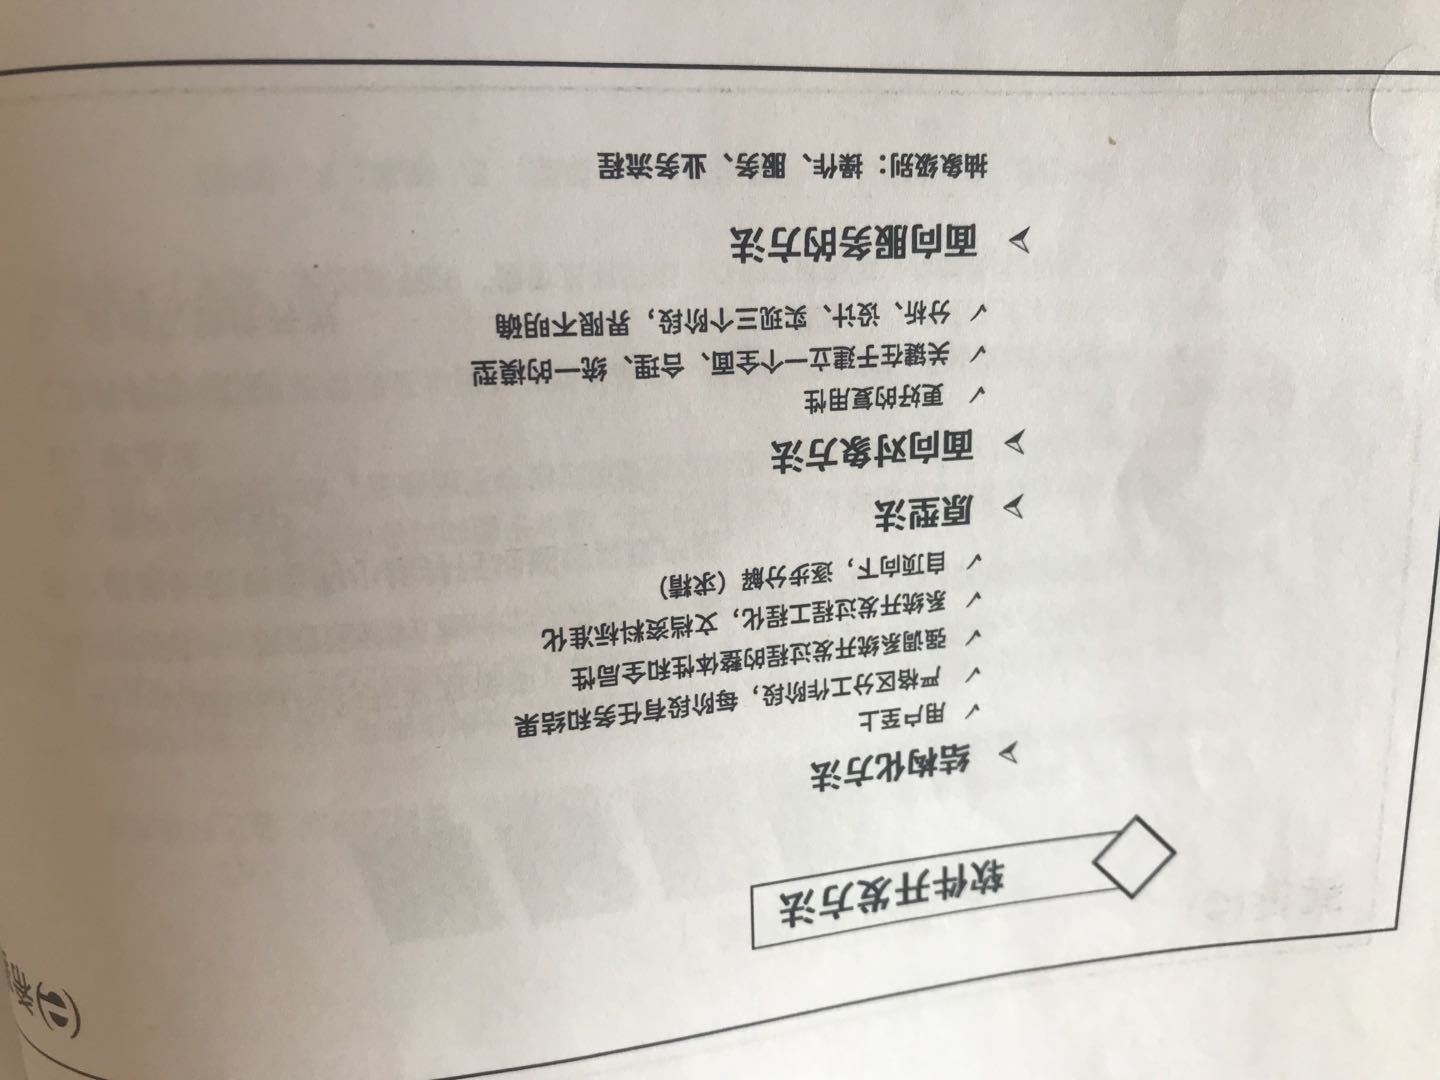 希
软件开发方法
结构化方法
用户至上
严格区分工作阶段，每阶段有任务和结果
强调系统开发过程的整体性和全局性
系统开发过程工程化，文档资料标准化
自顶向下，逐步分解（求精）
原型法
面向对象方法
更好的复用性
关键在于建立一个全面、合理、统一的模型
分析、设计、实现三个阶段，界限不明确
面向服务的方法
抽象级别：操作、服务、业务流程